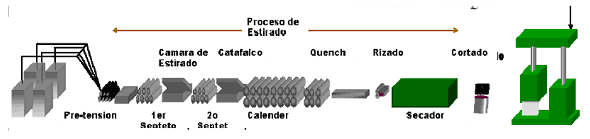 Proceso de
Estirado
Camara de
Estirado
Catafalco
Quench
Rizado
Cortado
Pre-tension
1er
Septeto
2o
Septet
Calender
Secador